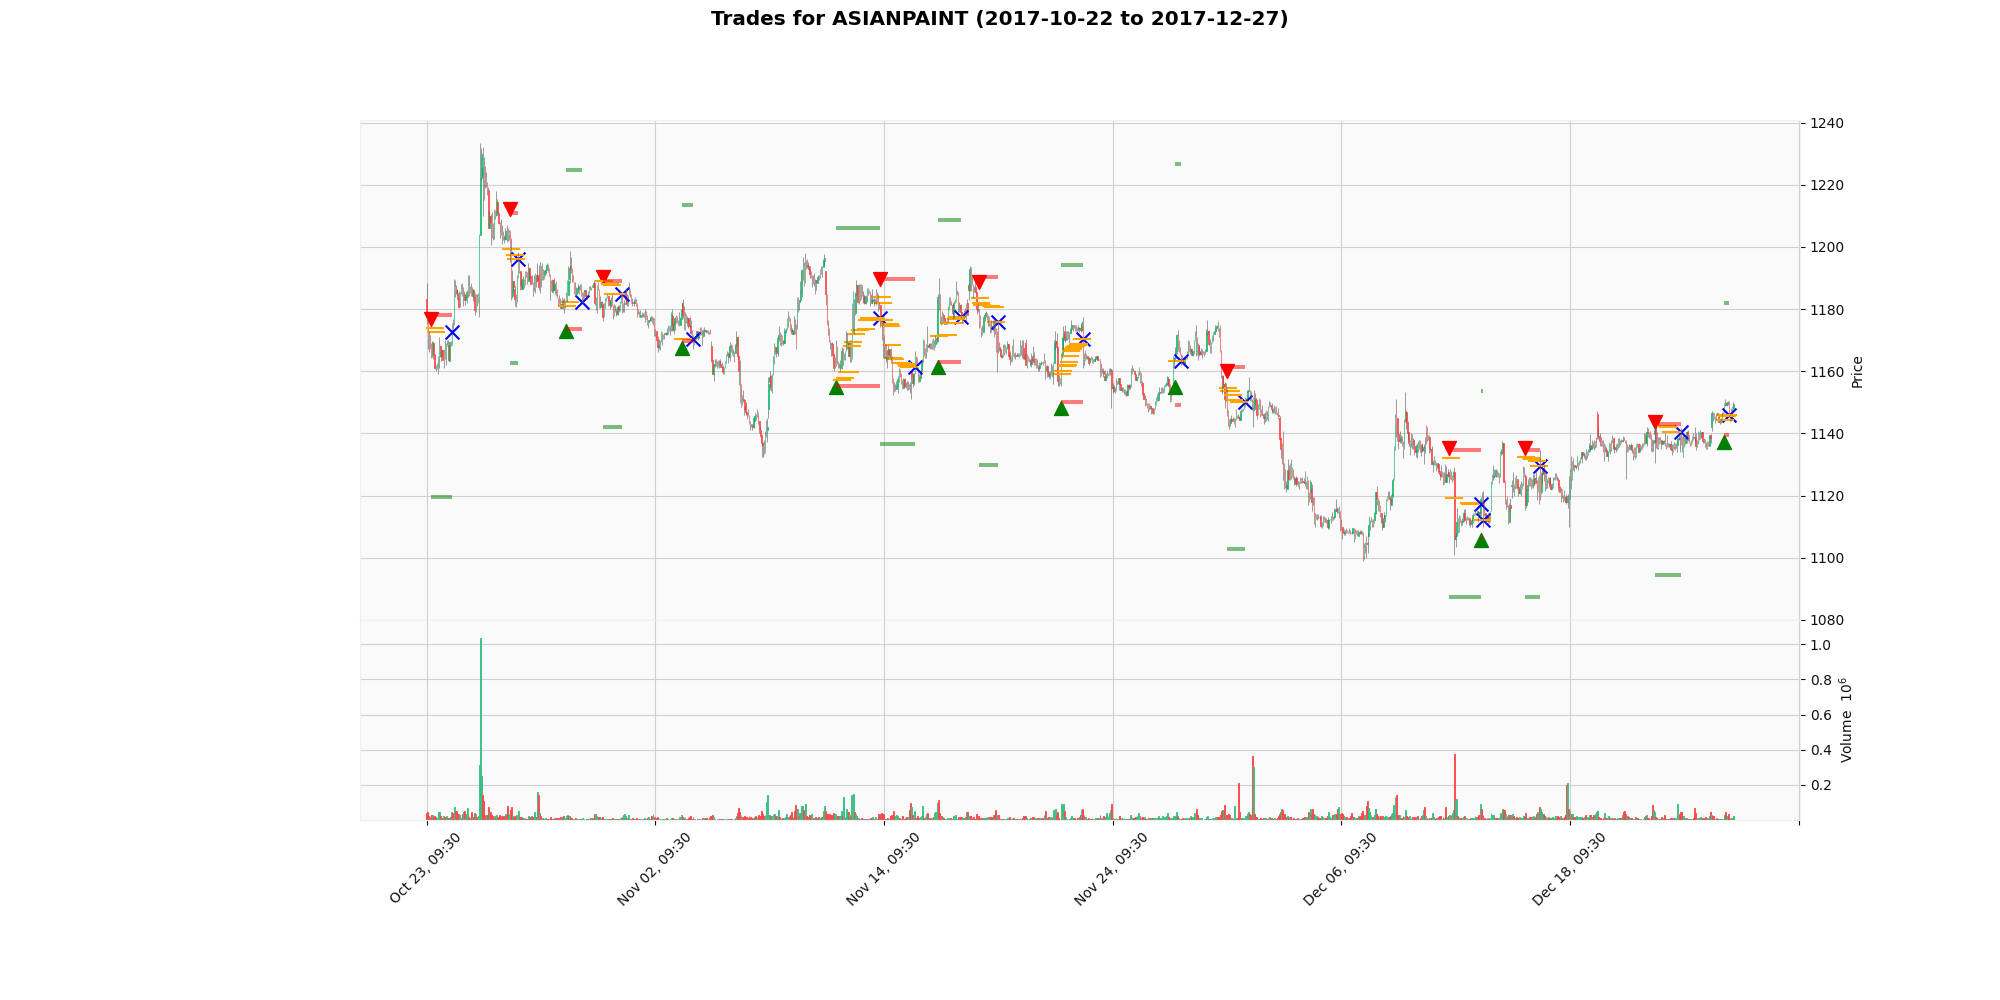 Trades for ASIANPAINT (2017-10-22 to 2017-12-27)
1240
1220
1200
1180
1160
1140
1120
1100
1080
Price
1.0
0.8
0.6
0.4
0.2
Volume 10⁶
Oct 23, 09:30
Nov 02, 09:30
Nov 14, 09:30
Nov 24, 09:30
Dec 06, 09:30
Dec 18, 09:30